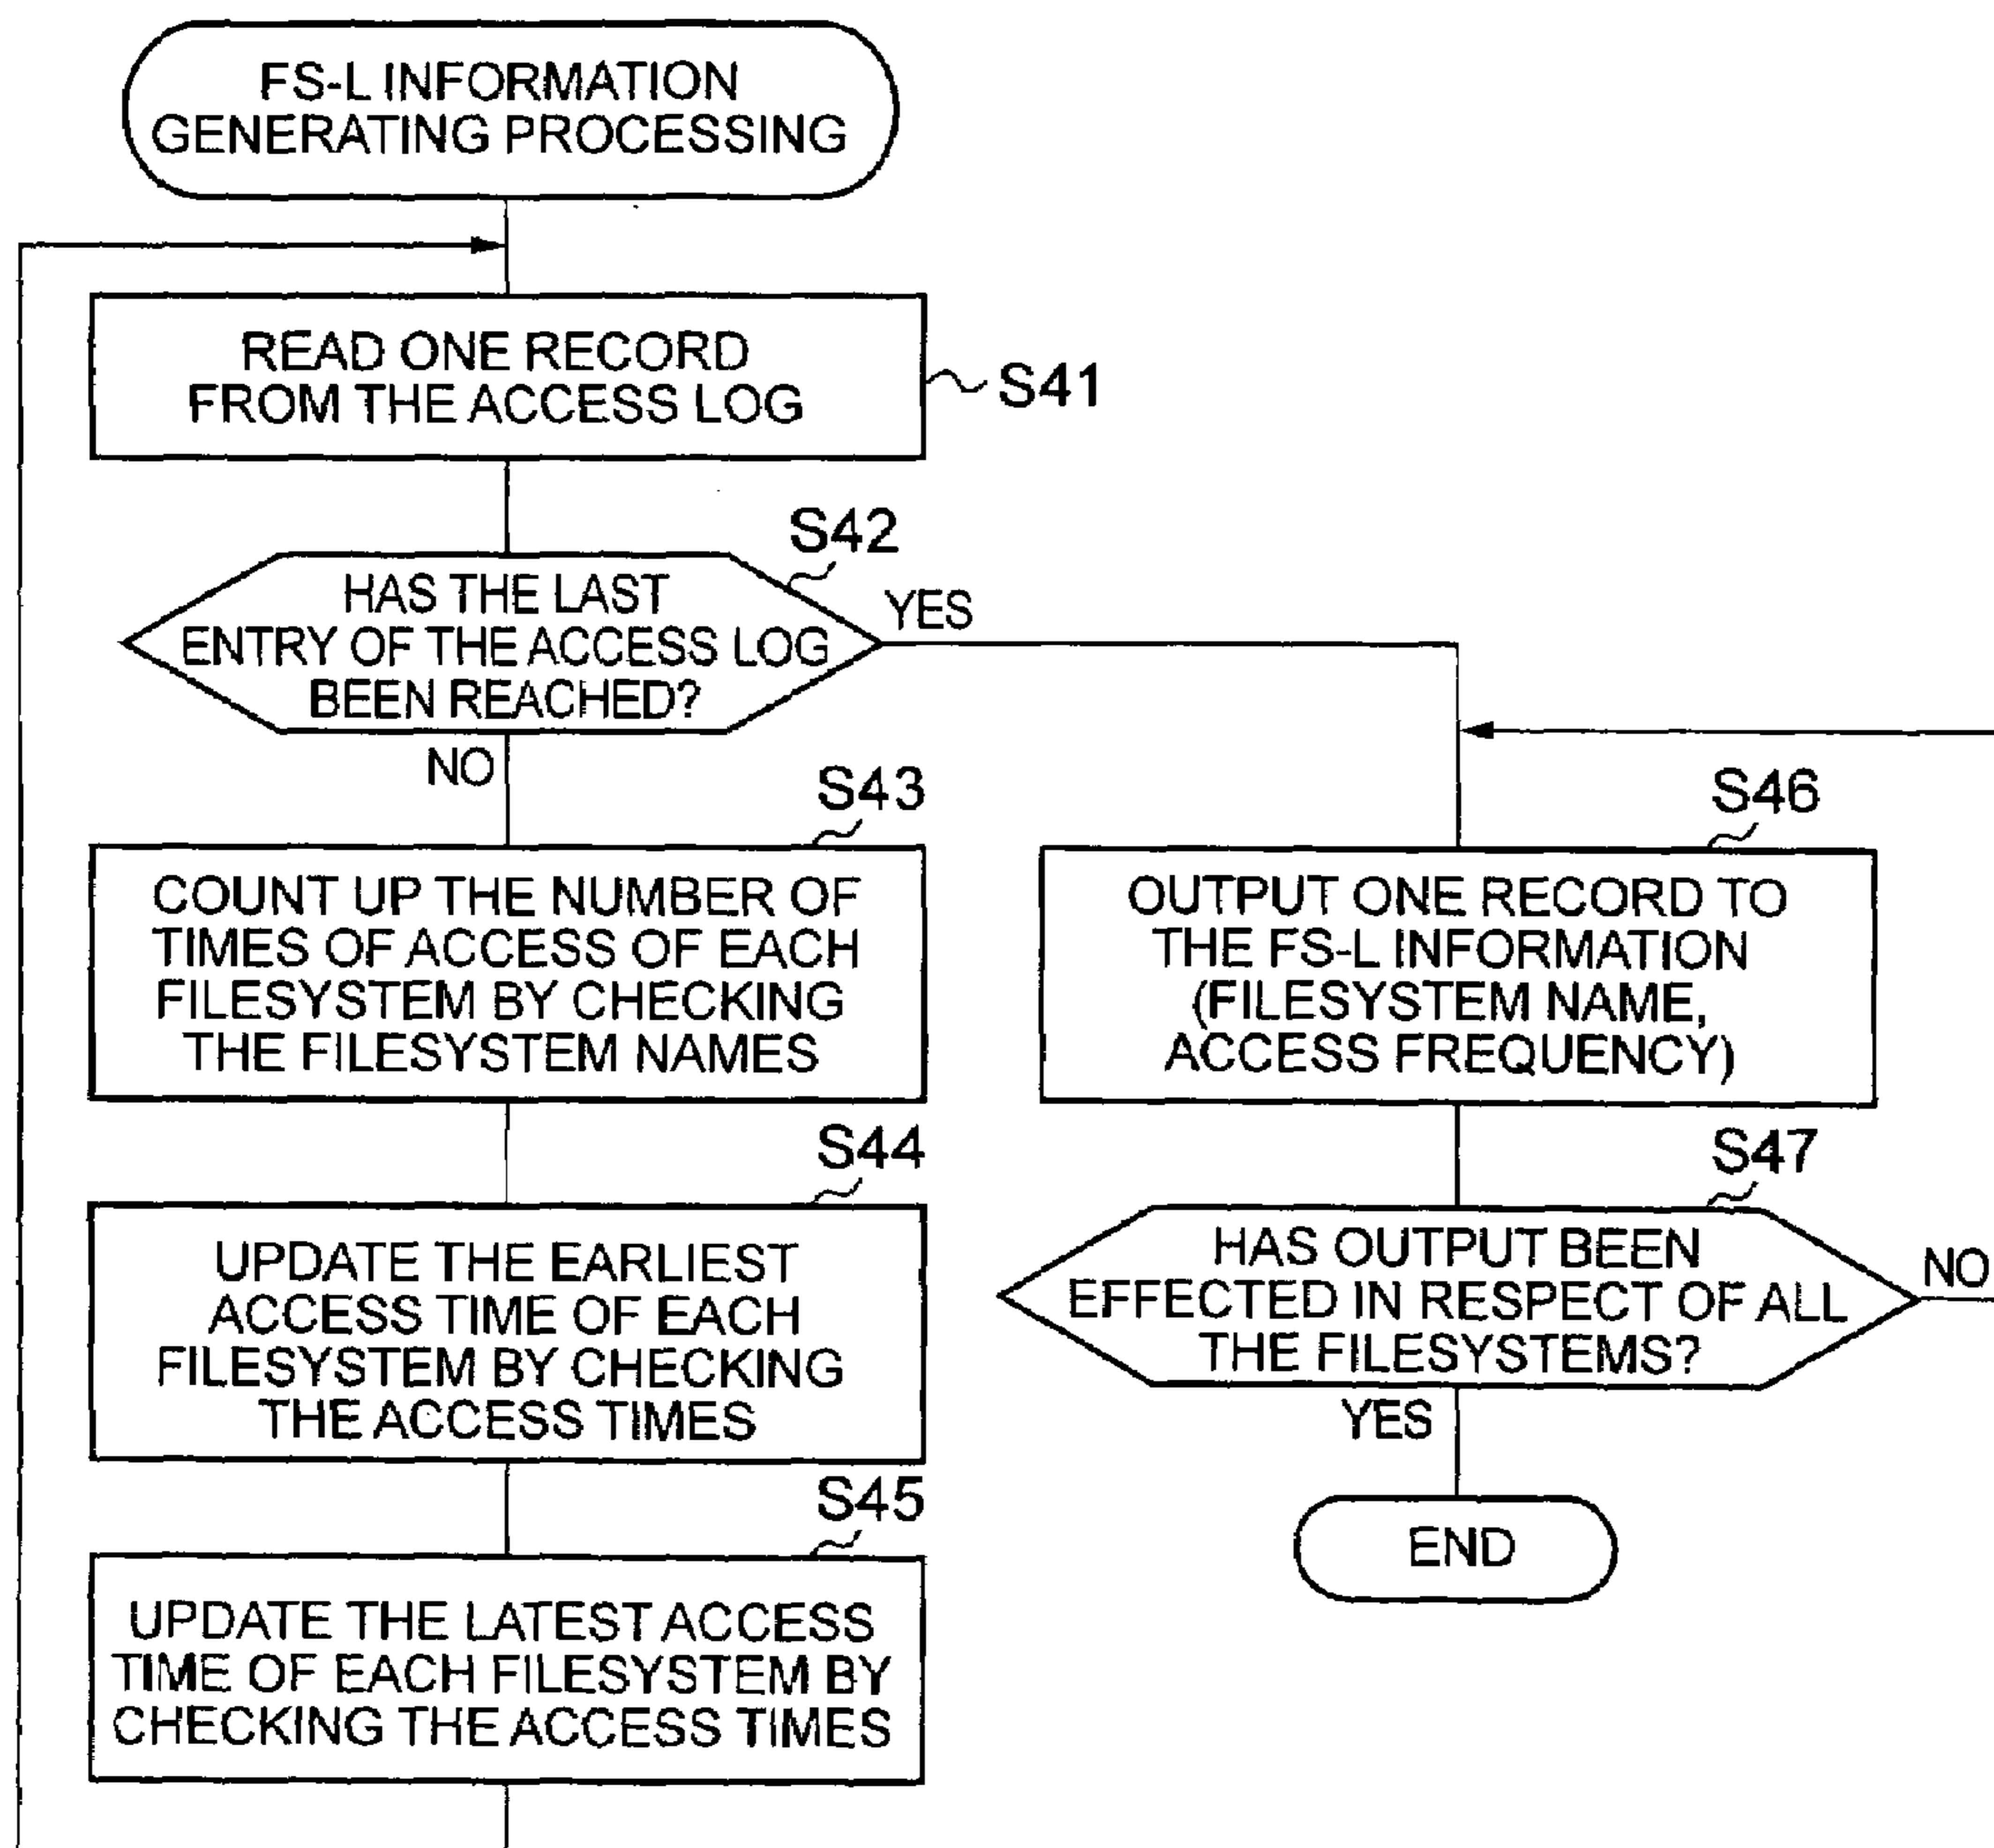 FS-L INFORMATION
GENERATING PROCESSING
READ ONE RECORD
FROM THE ACCESS LOG
S41
S42
HAS THE LAST
ENTRY OF THE ACCESS LOG
BEEN REACHED?
YES
NO
S43
COUNT UP THE NUMBER OF
TIMES OF ACCESS OF EACH
FILESYSTEM BY CHECKING
THE FILESYSTEM NAMES
S44
UPDATE THE EARLIEST
ACCESS TIME OF EACH
FILESYSTEM BY CHECKING
THE ACCESS TIMES
S45
UPDATE THE LATEST ACCESS
TIME OF EACH FILESYSTEM BY
CHECKING THE ACCESS TIMES
S46
OUTPUT ONE RECORD TO
THE FS-L INFORMATION
(FILESYSTEM NAME,
ACCESS FREQUENCY)
S47
HAS OUTPUT BEEN
EFFECTED IN RESPECT OF ALL
THE FILESYSTEMS?
NO
YES
END